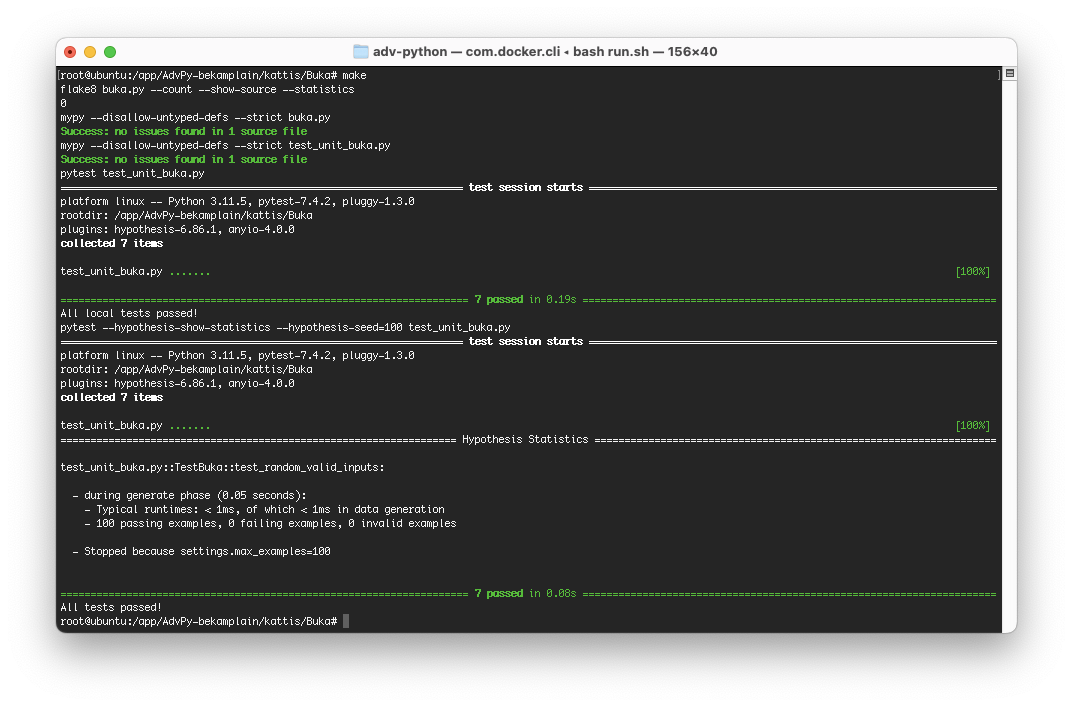 adv-python — com.docker.cli ◂ bash run.sh — 156×40
[root@ubuntu:/app/AdvPy-bekamplain/kattis/Buka# make ]
flake8 buka.py --count --show-source --statistics
0
mypy --disallow-untyped-defs --strict buka.py
Success: no issues found in 1 source file
mypy --disallow-untyped-defs --strict test_unit_buka.py
Success: no issues found in 1 source file
pytest test_unit_buka.py
test session starts
platform linux -- Python 3.11.5, pytest-7.4.2, pluggy-1.3.0
rootdir: /app/AdvPy-bekamplain/kattis/Buka
plugins: hypothesis-6.86.1, anyio-4.0.0
collected 7 items
test_unit_buka.py ....... [100%]
7 passed in 0.19s
All local tests passed!
pytest --hypothesis-show-statistics --hypothesis-seed=100 test_unit_buka.py
test session starts
platform linux -- Python 3.11.5, pytest-7.4.2, pluggy-1.3.0
rootdir: /app/AdvPy-bekamplain/kattis/Buka
plugins: hypothesis-6.86.1, anyio-4.0.0
collected 7 items
test_unit_buka.py ....... [100%]
Hypothesis Statistics
test_unit_buka.py::TestBuka::test_random_valid_inputs:
- during generate phase (0.05 seconds):
- Typical runtimes: < 1ms, of which < 1ms in data generation
- 100 passing examples, 0 failing examples, 0 invalid examples
- Stopped because settings.max_examples=100
7 passed in 0.08s
All tests passed!
root@ubuntu:/app/AdvPy-bekamplain/kattis/Buka#